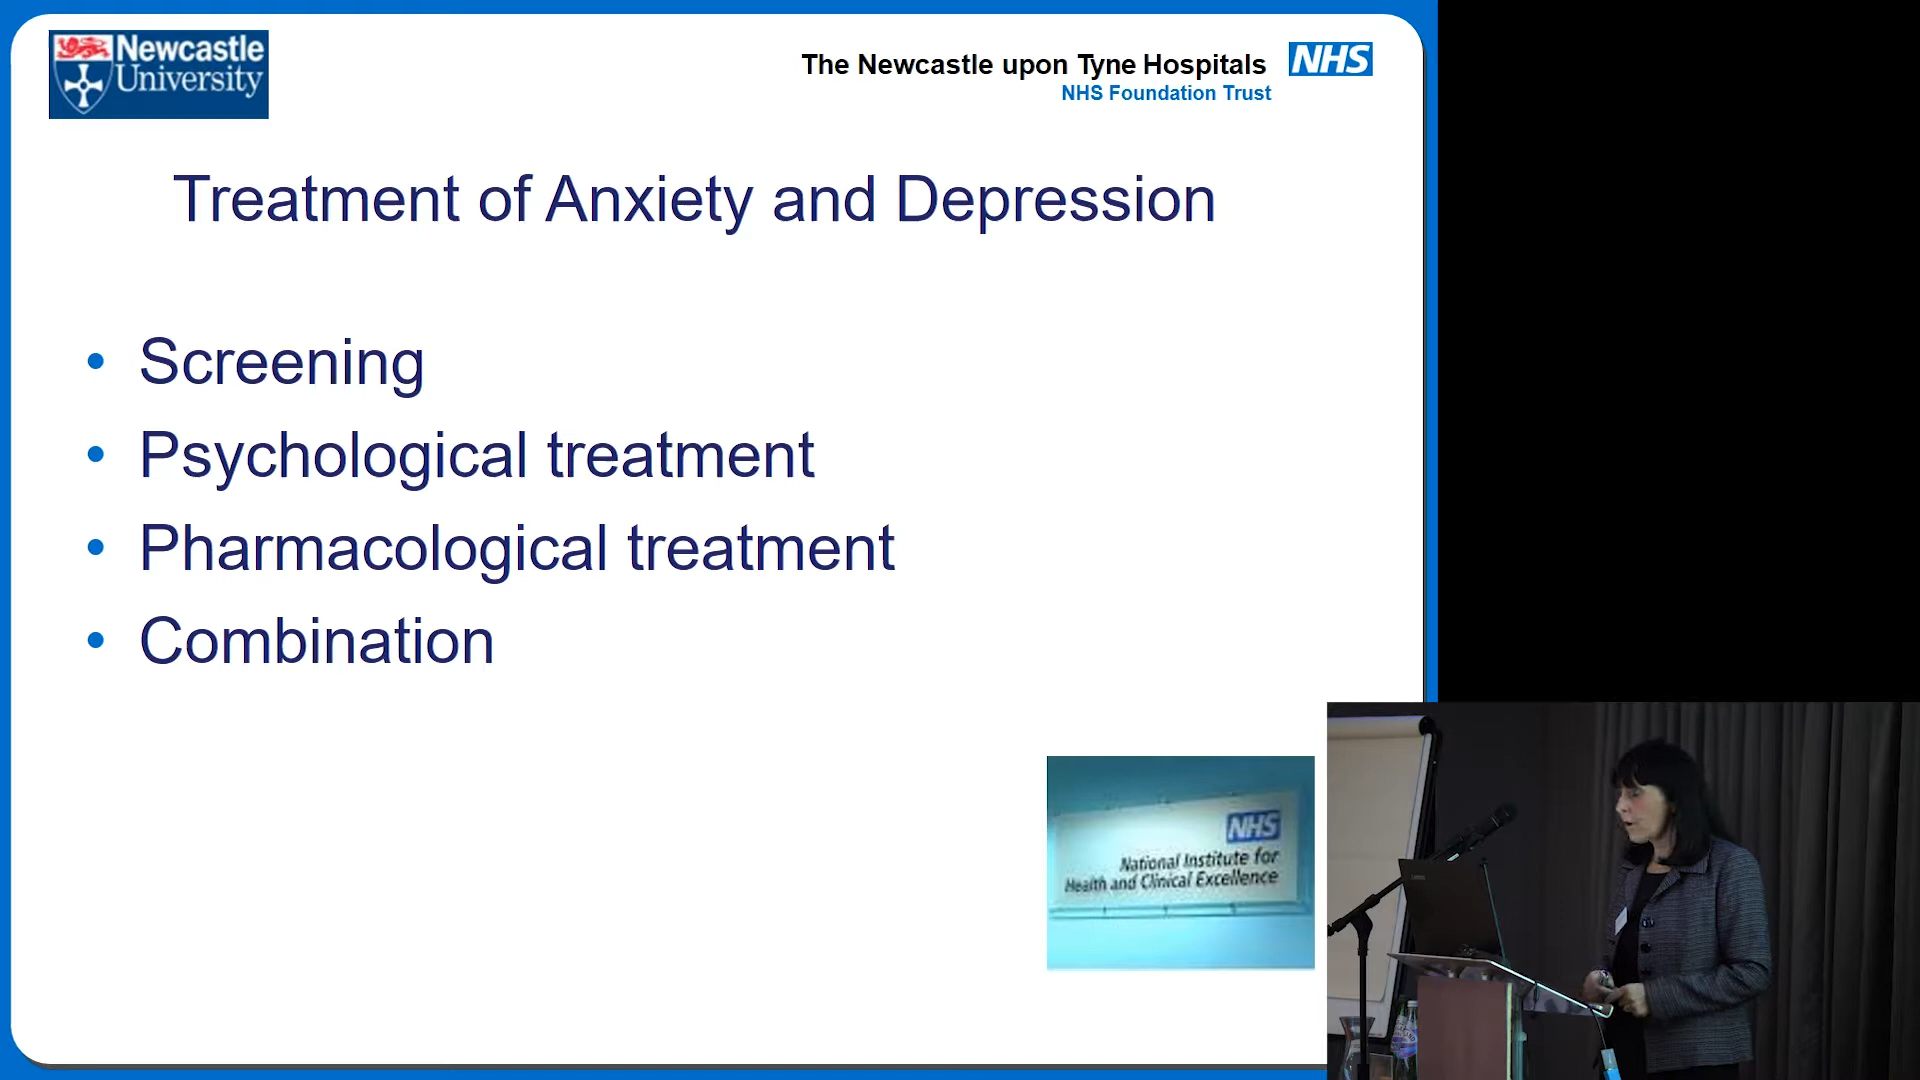 Newcastle
University
The Newcastle upon Tyne Hospitals
NHS
NHS Foundation Trust
Treatment of Anxiety and Depression
• Screening
• Psychological treatment
• Pharmacological treatment
• Combination
NHS
National Institute for
Health and Clinical Excellence